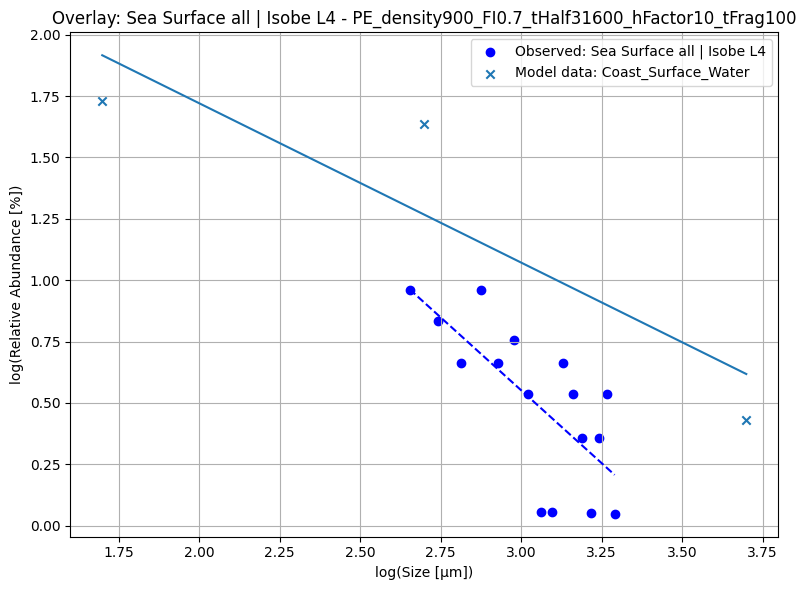 Overlay: Sea Surface all | Isobe L4 - PE_density900_FI0.7_tHalf31600_hFactor10_tFrag100
Observed: Sea Surface all | Isobe L4
Model data: Coast_Surface_Water
log(Relative Abundance [%])
2.00
1.75
1.50
1.25
1.00
0.75
0.50
0.25
0.00
1.75 2.00 2.25 2.50 2.75 3.00 3.25 3.50 3.75
log(Size [µm])